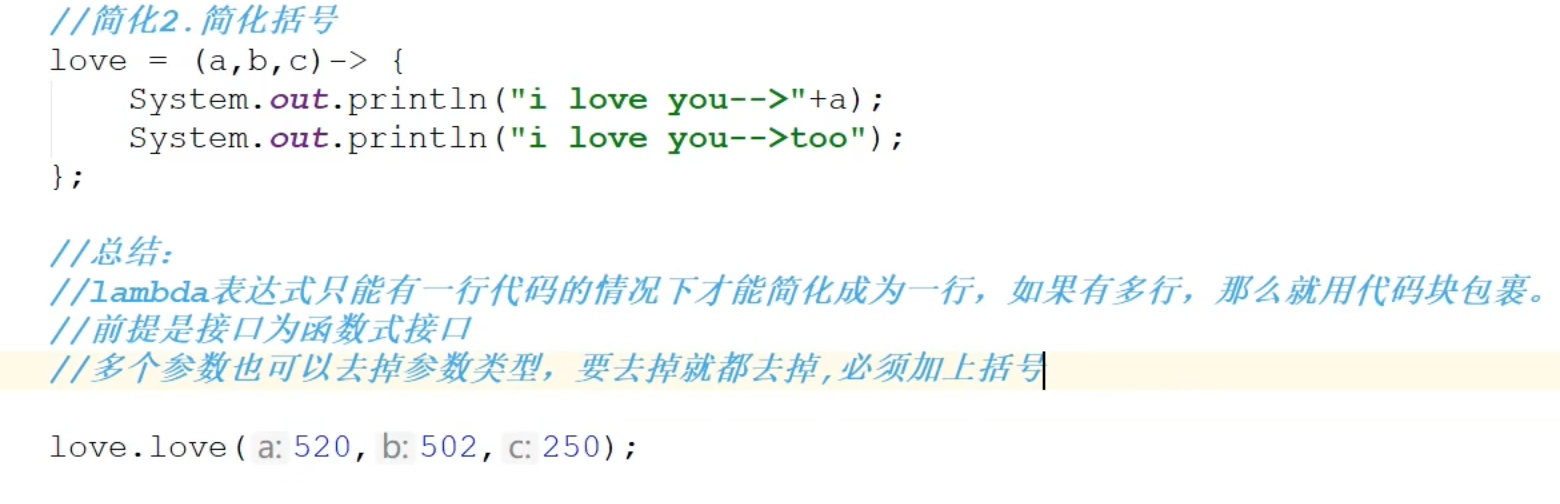 //简化2.简化括号
love = (a,b,c)-> {
System.out.println("i love you-->"+a);
System.out.println("i love you-->too");
};
//总结:
//lambda表达式只能有一行代码的情况下才能简化成为一行，如果有多行，那么就用代码块包裹。
//前提是接口为函数式接口
//多个参数也可以去掉参数类型，要去掉就都去掉,必须加上括号
love.love( a: 520, b: 502, c: 250);